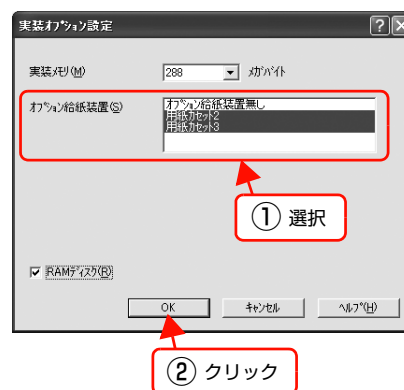 実装ｵﾌﾟｼｮﾝ設定
実装ﾒﾓﾘ(M) 288 ﾒｶﾞﾊﾞｲﾄ
ｵﾌﾟｼｮﾝ給紙装置(S) ｵﾌﾟｼｮﾝ給紙装置無し
用紙ｶｾｯﾄ2
用紙ｶｾｯﾄ3
① 選択
RAMﾃﾞｨｽｸ(R)
OK ｷｬﾝｾﾙ ﾍﾙﾌﾟ(H)
② クリック